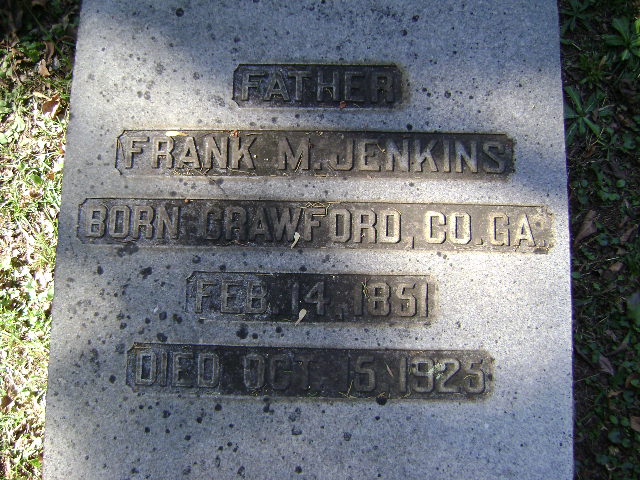 FATHER
FRANK M. JENKINS
BORN CRAWFORD, CO. GA.
FEB. 14, 1851
DIED OCT. 15, 1925